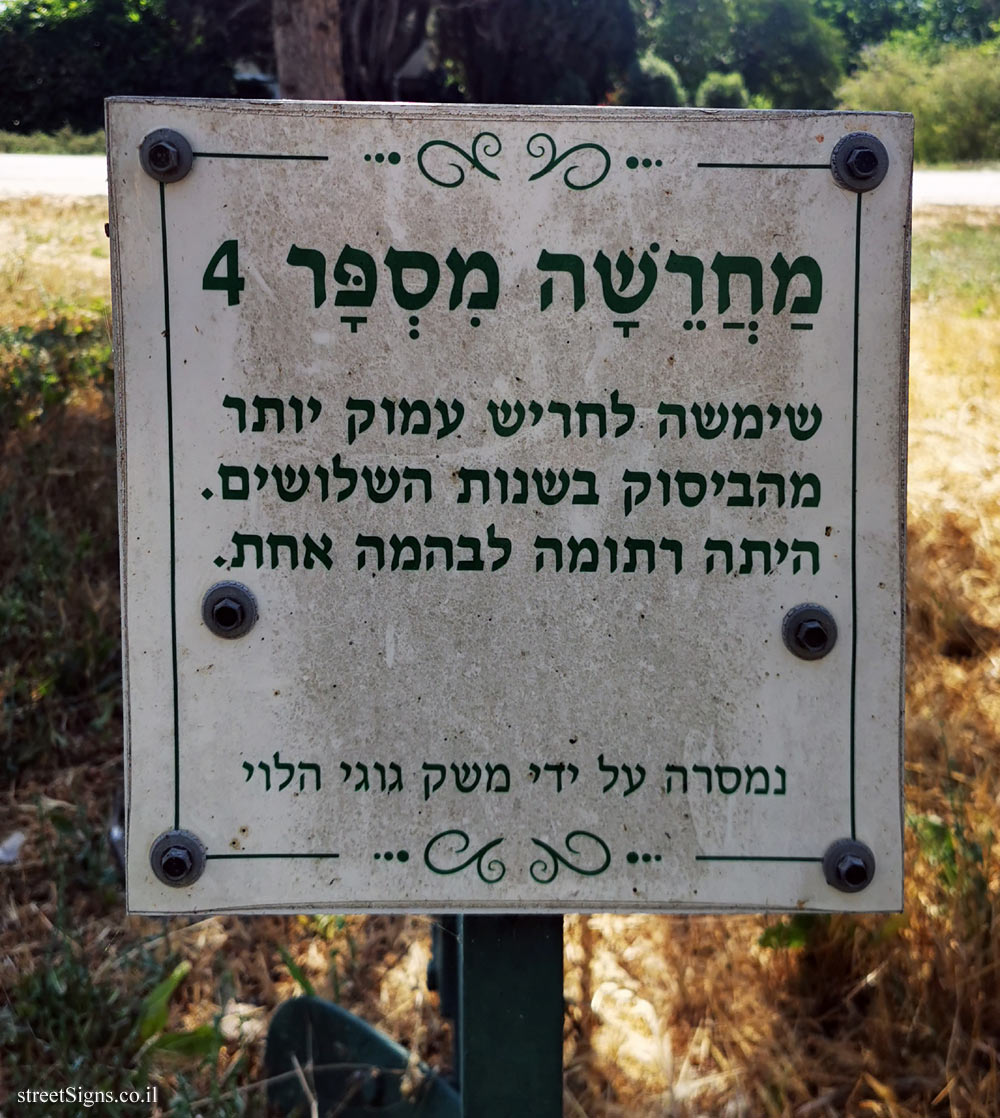 מַחֲרֵשָׁה מִסְפָּר 4
שימשה לחריש עמוק יותר
מהביסוק בשנות השלושים.
היתה רתומה לבהמה אחת.
נמסרה על ידי משק גוגי הלוי
streetSigns.co.il